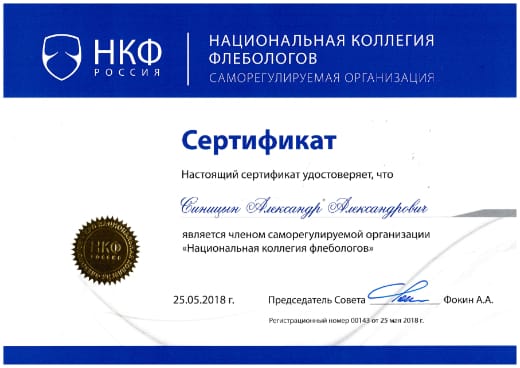 НКФ
РОССИЯ
НАЦИОНАЛЬНАЯ КОЛЛЕГИЯ
ФЛЕБОЛОГОВ
САМОРЕГУЛИРУЕМАЯ ОРГАНИЗАЦИЯ
Сертификат
Настоящий сертификат удостоверяет, что
Синицын Александр Александрович
является членом саморегулируемой организации
«Национальная коллегия флебологов»
НКФ
РОССИЯ
25.05.2018 г. Председатель Совета Фокин А.А.
Регистрационный номер 00143 от 25 мая 2018 г.